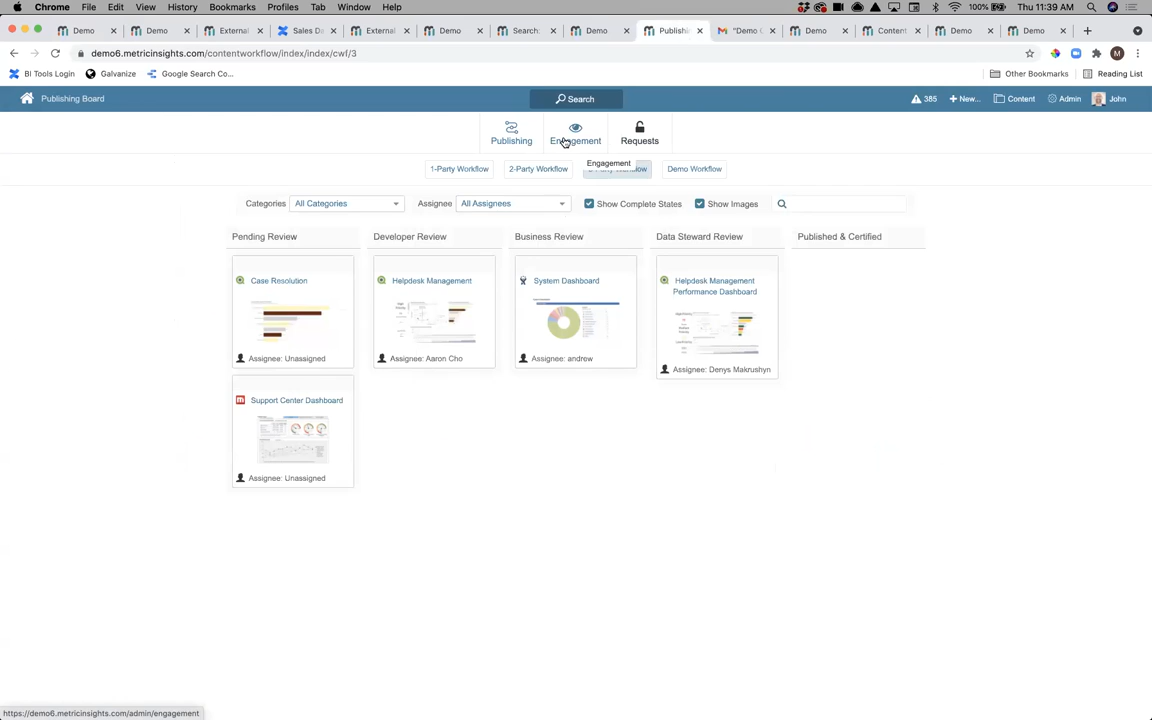 Chrome File Edit View History Bookmarks Profiles Tab Window Help 100% Thu 11:39 AM
Demo Demo External Sales Da External Demo Search: Demo Publishi "Demo Demo Content Demo Demo
demo6.metricinsights.com/contentworkflow/index/index/cwf/3 M
BI Tools Login Galvanize Google Search Co... Other Bookmarks Reading List
Publishing Board Search 385 + New... Content Admin John
Publishing Engagement Requests
Engagement
1-Party Workflow 2-Party Workflow Demo Workflow
Categories All Categories Assignee All Assignees Show Complete States Show Images
Pending Review Developer Review Business Review Data Steward Review Published & Certified
Case Resolution Helpdesk Management System Dashboard Helpdesk Management
Performance Dashboard
Assignee: Unassigned Assignee: Aaron Cho Assignee: andrew Assignee: Denys Makrushyn
Support Center Dashboard
Assignee: Unassigned
https://demo6.metricinsights.com/admin/engagement